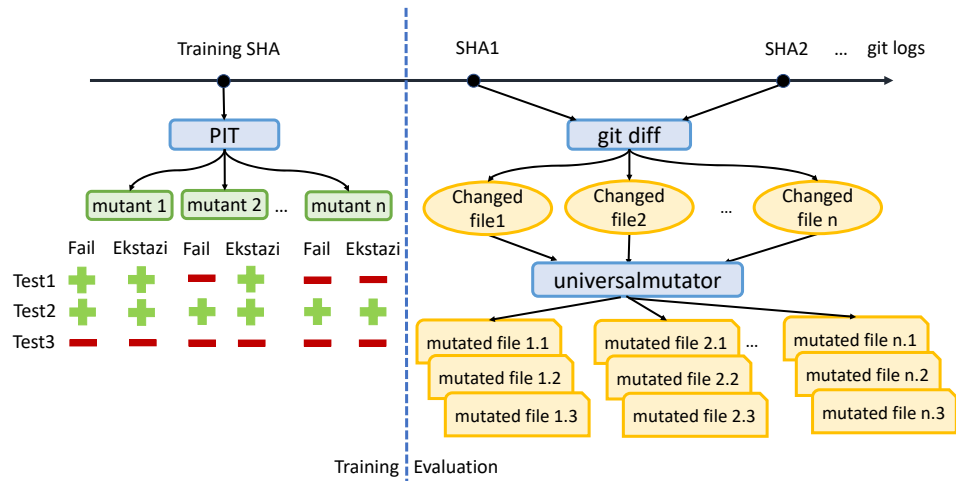 Training SHA
SHA1
SHA2 ... git logs
PIT
git diff
mutant 1
mutant 2
...
mutant n
Changed
file1
Changed
file2
...
Changed
file n
Fail Ekstazi Fail Ekstazi Fail Ekstazi
Test1
Test2
Test3
universalmutator
mutated file 1.1
mutated file 1.2
mutated file 1.3
mutated file 2.1
...
mutated file 2.2
mutated file 2.3
mutated file n.1
mutated file n.2
mutated file n.3
Training
Evaluation